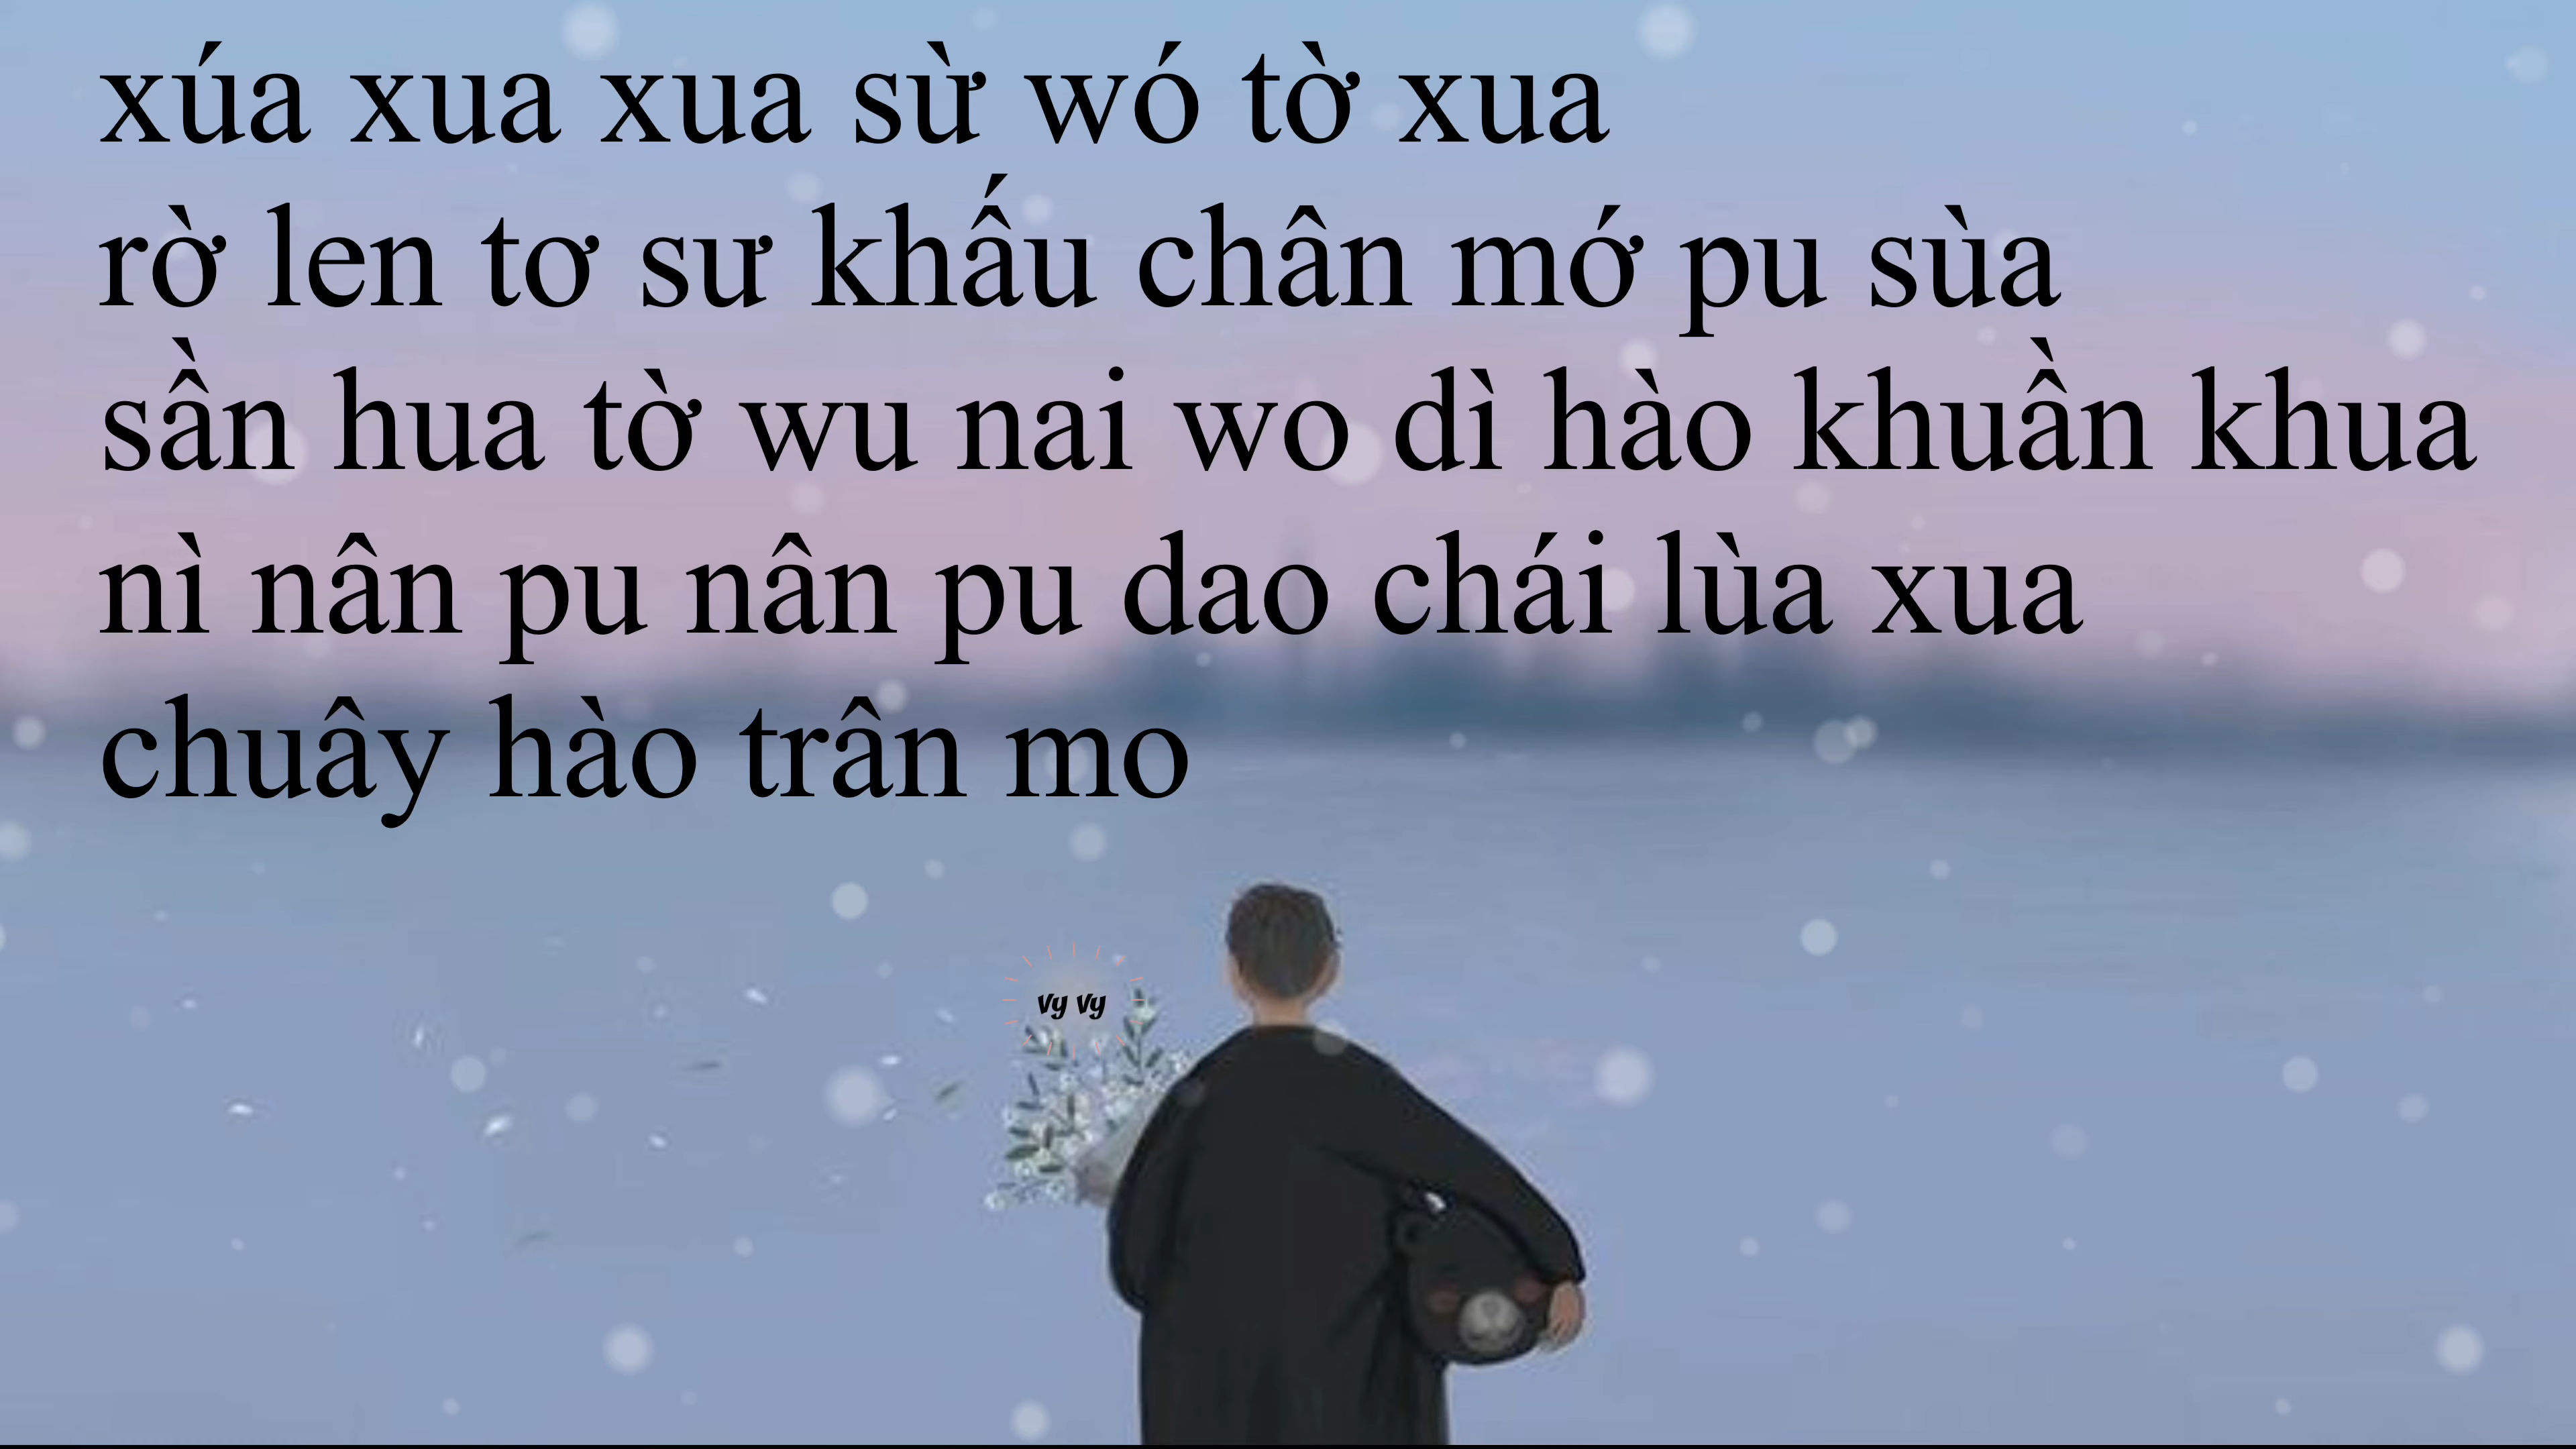 xúa xua xua sừ wó tờ xua
rờ len tơ sư khấu chân mớ pu sùa
sần hua tờ wu nai wo dì hào khuần khua
nì nân pu nân pu dao chái lùa xua
chuây hào trân mo
Vy Vy